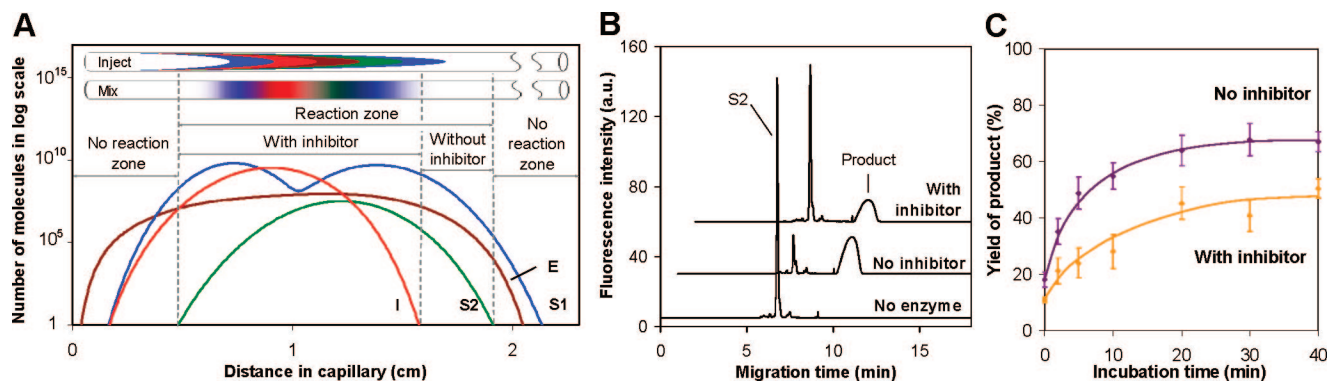 A
Number of molecules in log scale
10^15
10^10
10^5
1
Inject
Mix
Reaction zone
No reaction
zone
With inhibitor
Without
inhibitor
No
reaction
zone
E
I
S2
S1
0
1
2
Distance in capillary (cm)
B
Fluorescence intensity (a.u.)
160
120
80
40
0
S2
Product
With
inhibitor
No inhibitor
No enzyme
0
5
10
15
Migration time (min)
C
Yield of producct (%)
100
80
60
40
20
0
No inhibitor
With inhibitor
0
10
20
30
40
Incubation time (min)